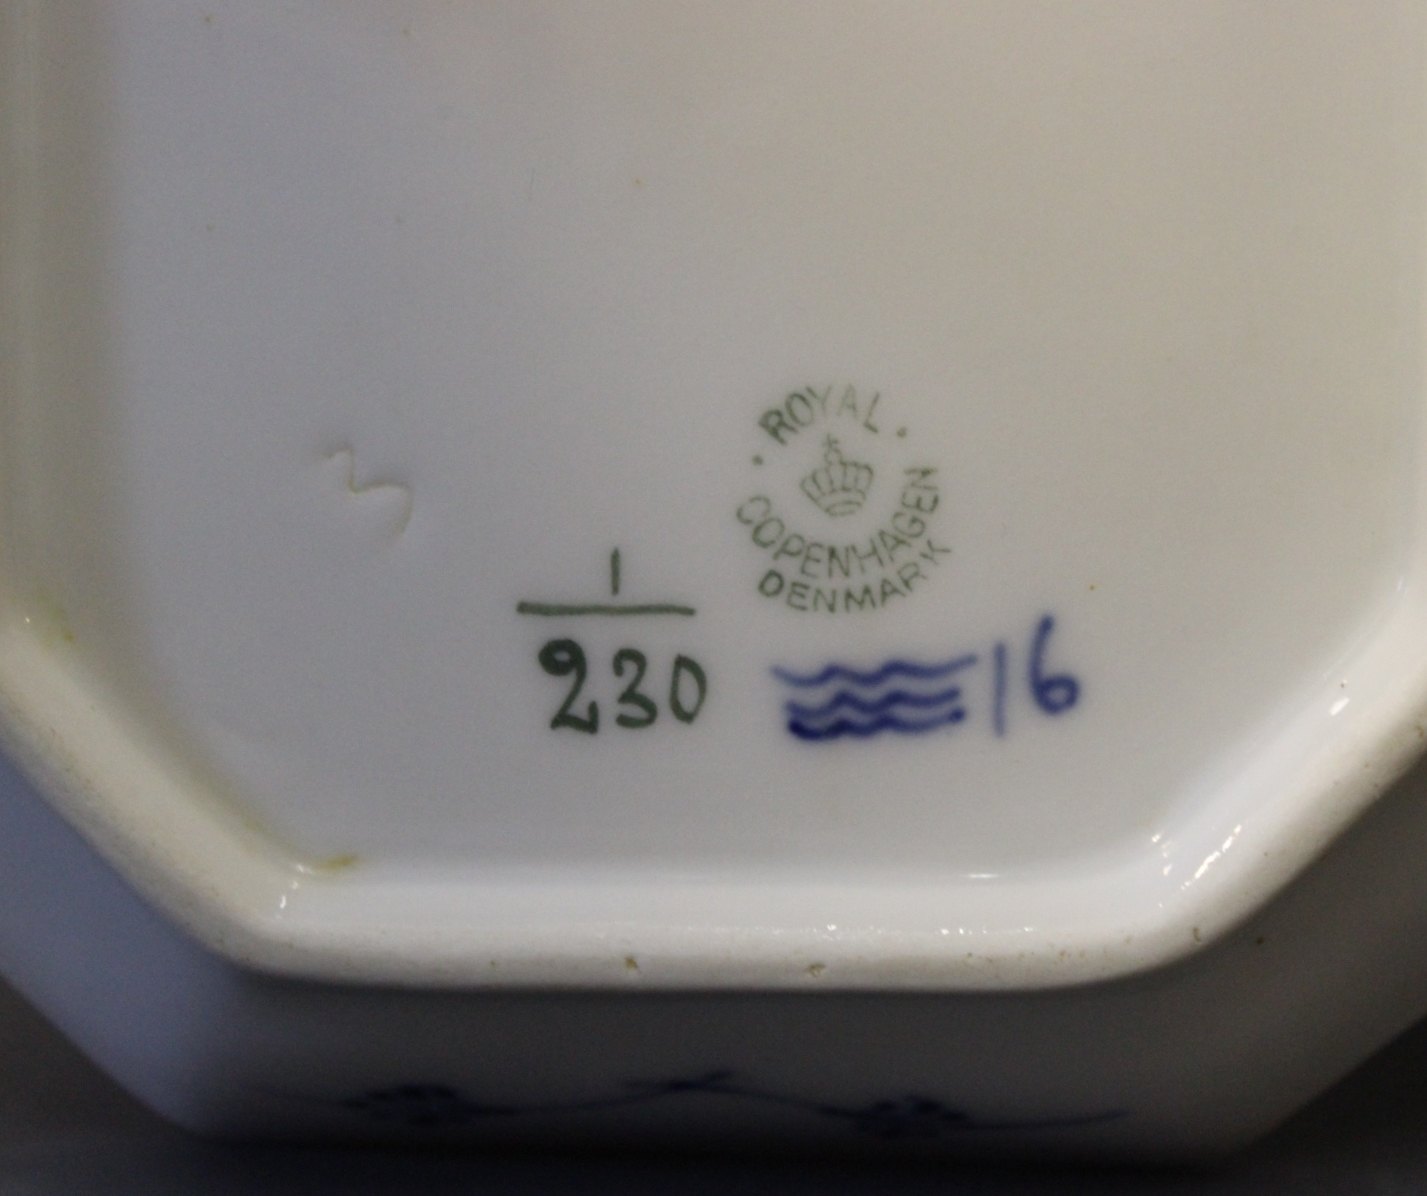 ROYAL
COPENHAGEN
DENMARK
1
230
16